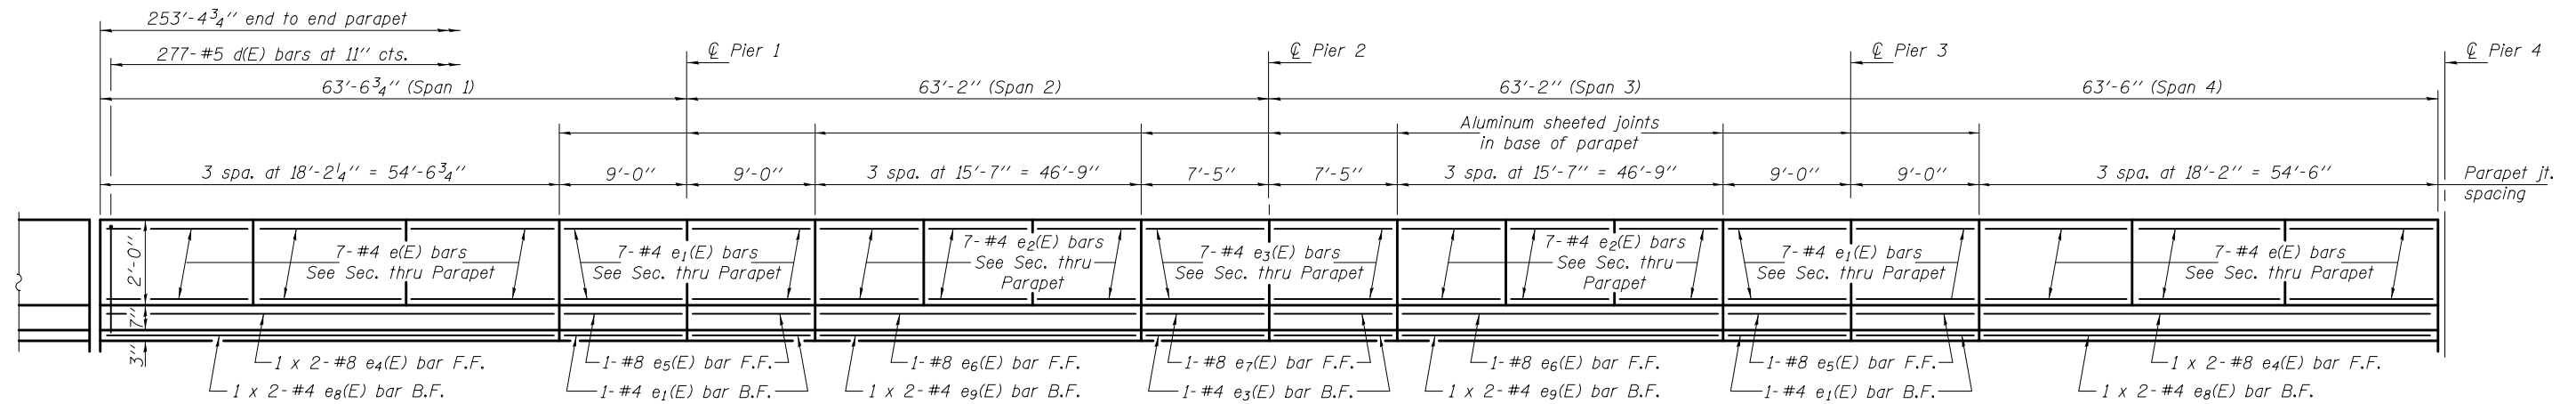 253'-4 3/4" end to end parapet
277-#5 d(E) bars at 11" cts.
℄ Pier 1
℄ Pier 2
℄ Pier 3
℄ Pier 4
63'-6 3/4" (Span 1)
63'-2" (Span 2)
63'-2" (Span 3)
63'-6" (Span 4)
Aluminum sheeted joints
in base of parapet
3 spa. at 18'-2 1/4" = 54'-6 3/4"
9'-0"
9'-0"
3 spa. at 15'-7" = 46'-9"
7'-5"
7'-5"
3 spa. at 15'-7" = 46'-9"
9'-0"
9'-0"
3 spa. at 18'-2" = 54'-6"
Parapet jt.
spacing
2'-0"
7"
3"
7-#4 e(E) bars
See Sec. thru Parapet
7-#4 e1(E) bars
See Sec. thru Parapet
7-#4 e2(E) bars
See Sec. thru
Parapet
7-#4 e3(E) bars
See Sec. thru Parapet
7-#4 e2(E) bars
See Sec. thru
Parapet
7-#4 e1(E) bars
See Sec. thru Parapet
7-#4 e(E) bars
See Sec. thru Parapet
1 x 2-#8 e4(E) bar F.F.
1-#8 e5(E) bar F.F.
1-#8 e6(E) bar F.F.
1-#8 e7(E) bar F.F.
1-#8 e6(E) bar F.F.
1-#8 e5(E) bar F.F.
1 x 2-#8 e4(E) bar F.F.
1 x 2-#4 e8(E) bar B.F.
1-#4 e1(E) bar B.F.
1 x 2-#4 e9(E) bar B.F.
1-#4 e3(E) bar B.F.
1 x 2-#4 e9(E) bar B.F.
1-#4 e1(E) bar B.F.
1 x 2-#4 e8(E) bar B.F.